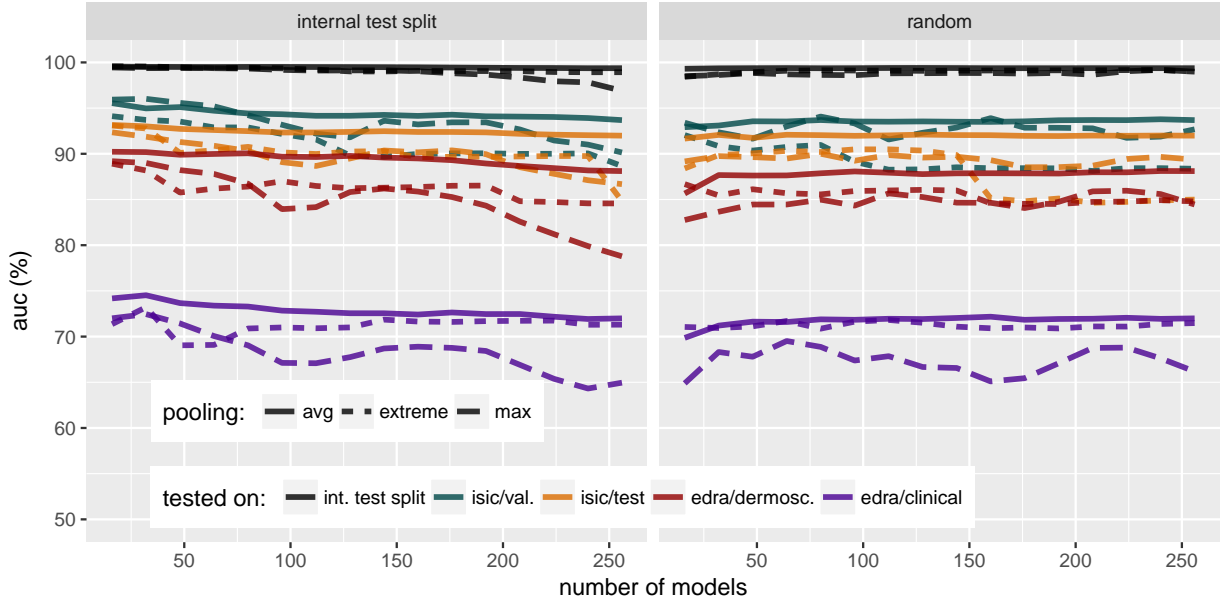 internal test split random
100
90
80
70
60
50
auc (%)
pooling: avg extreme max
tested on: int. test split isic/val. isic/test edra/dermosc. edra/clinical
50 100 150 200 250 50 100 150 200 250
number of models